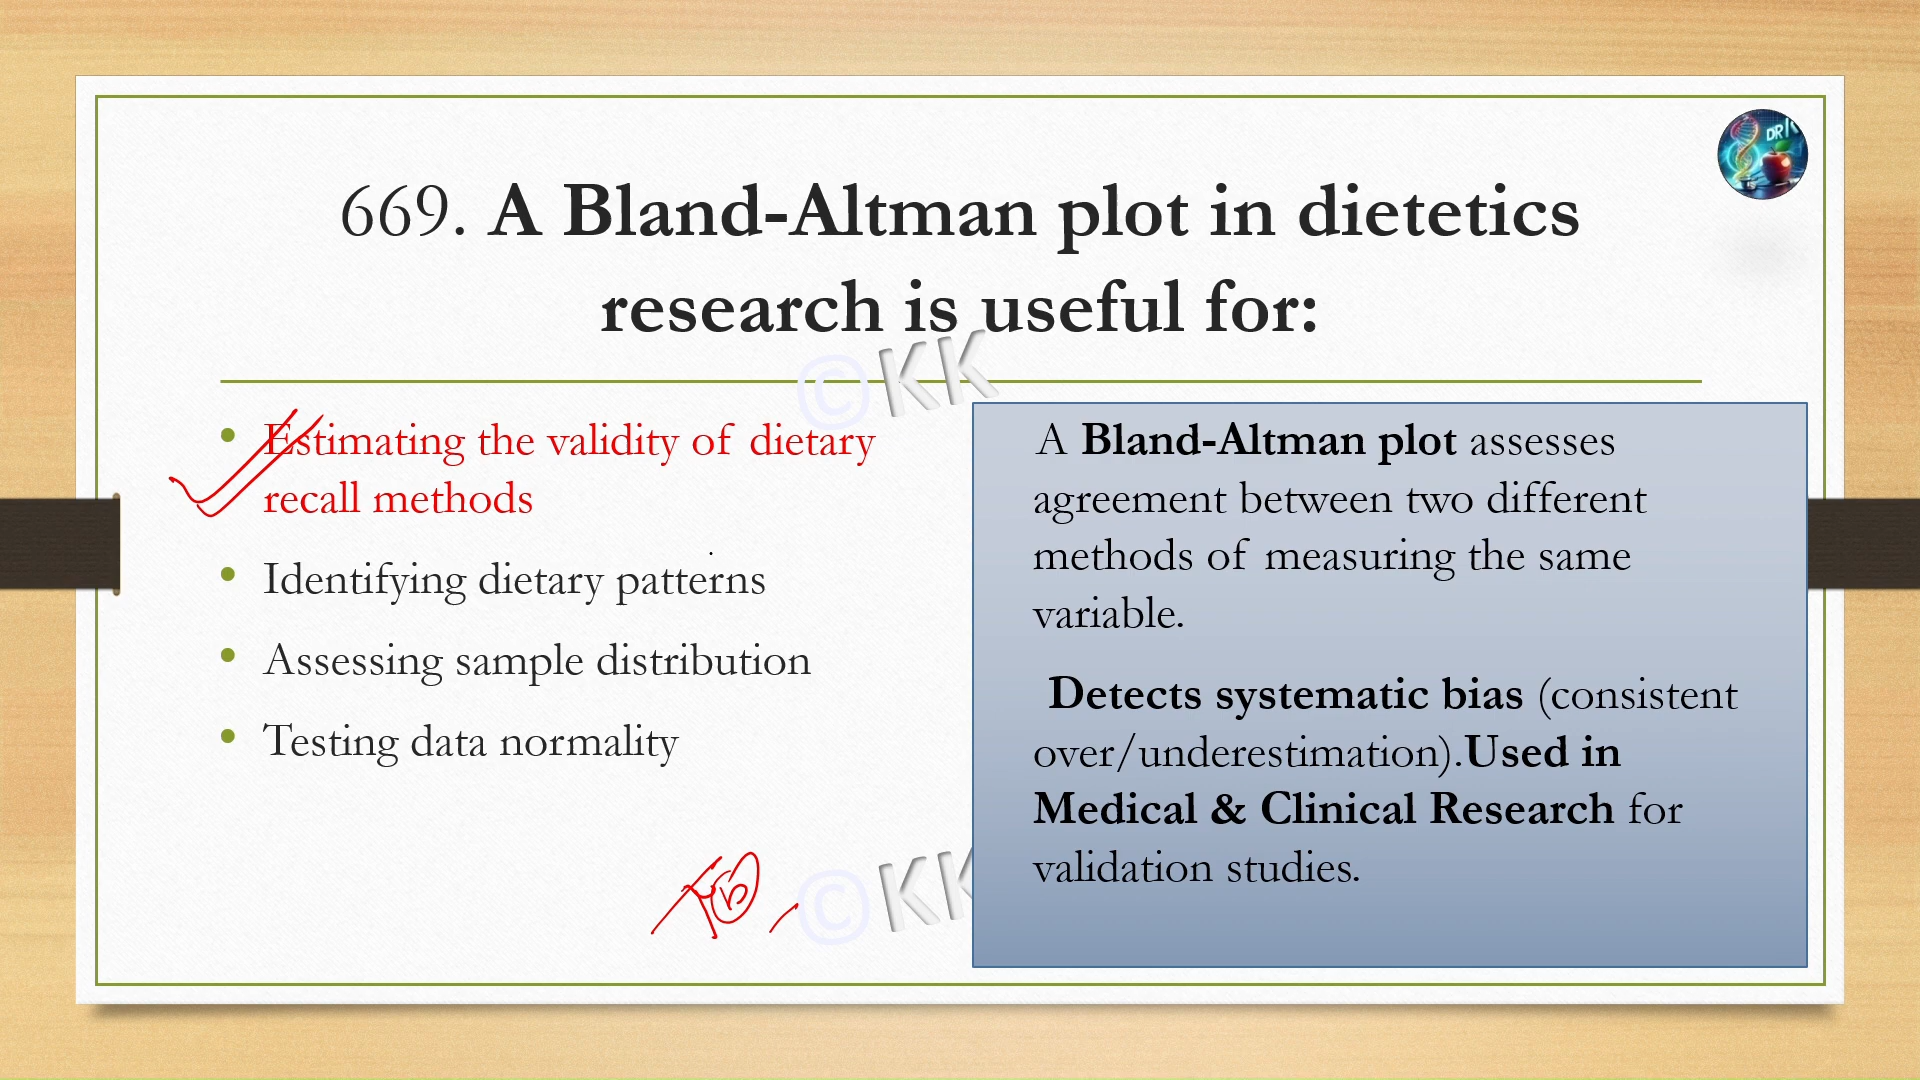 669. A Bland-Altman plot in dietetics
research is useful for:
©KK
• Estimating the validity of dietary
recall methods
• Identifying dietary patterns
• Assessing sample distribution
• Testing data normality
A Bland-Altman plot assesses
agreement between two different
methods of measuring the same
variable.
Detects systematic bias (consistent
over/underestimation).Used in
Medical & Clinical Research for
validation studies.
©KK